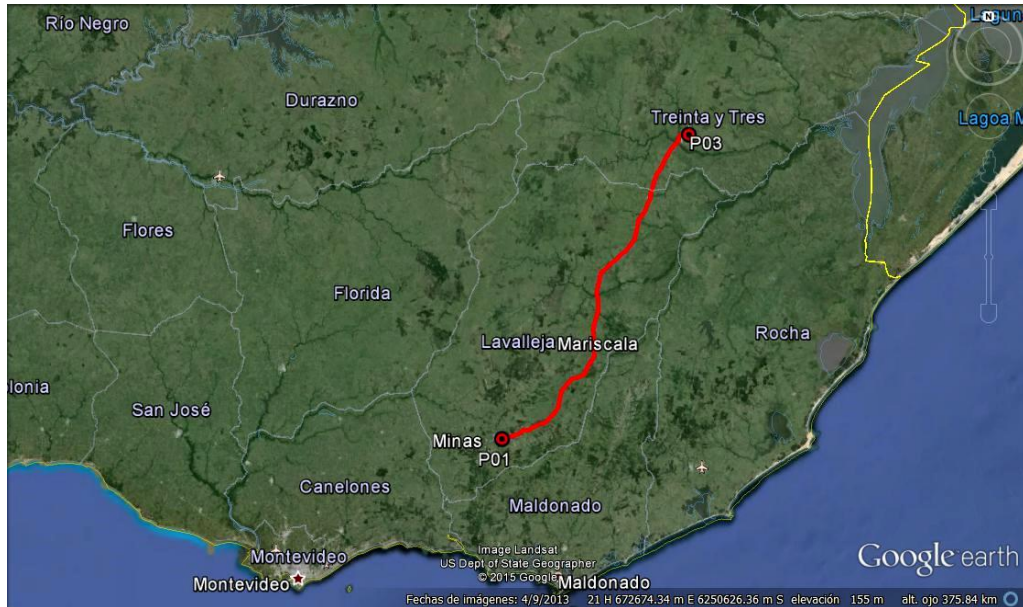 Río Negro
Lagun
N
Durazno
Treinta y Tres
P03
Lagoa M
Flores
Florida
Rocha
Lavalleja
Mariscala
olonia
San José
Minas
P01
Canelones
Maldonado
Montevideo
Montevideo
Image Landsat
US Dept of State Geographer
© 2015 Google
Maldonado
Google earth
Fechas de imágenes: 4/9/2013 21 H 672674.34 m E 6250626.36 m S elevación 155 m alt. ojo 375.84 km